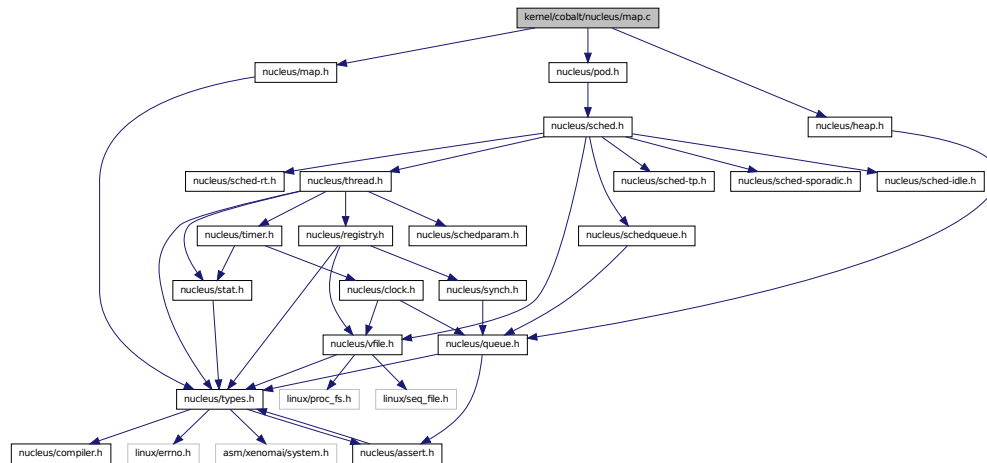 kernel/cobalt/nucleus/map.c
nucleus/map.h
nucleus/pod.h
nucleus/sched.h
nucleus/heap.h
nucleus/sched-rt.h
nucleus/thread.h
nucleus/sched-tp.h
nucleus/sched-sporadic.h
nucleus/sched-idle.h
nucleus/timer.h
nucleus/registry.h
nucleus/schedparam.h
nucleus/schedqueue.h
nucleus/stat.h
nucleus/clock.h
nucleus/synch.h
nucleus/vfile.h
nucleus/queue.h
nucleus/types.h
linux/proc_fs.h
linux/seq_file.h
nucleus/compiler.h
linux/errno.h
asm/xenomai/system.h
nucleus/assert.h